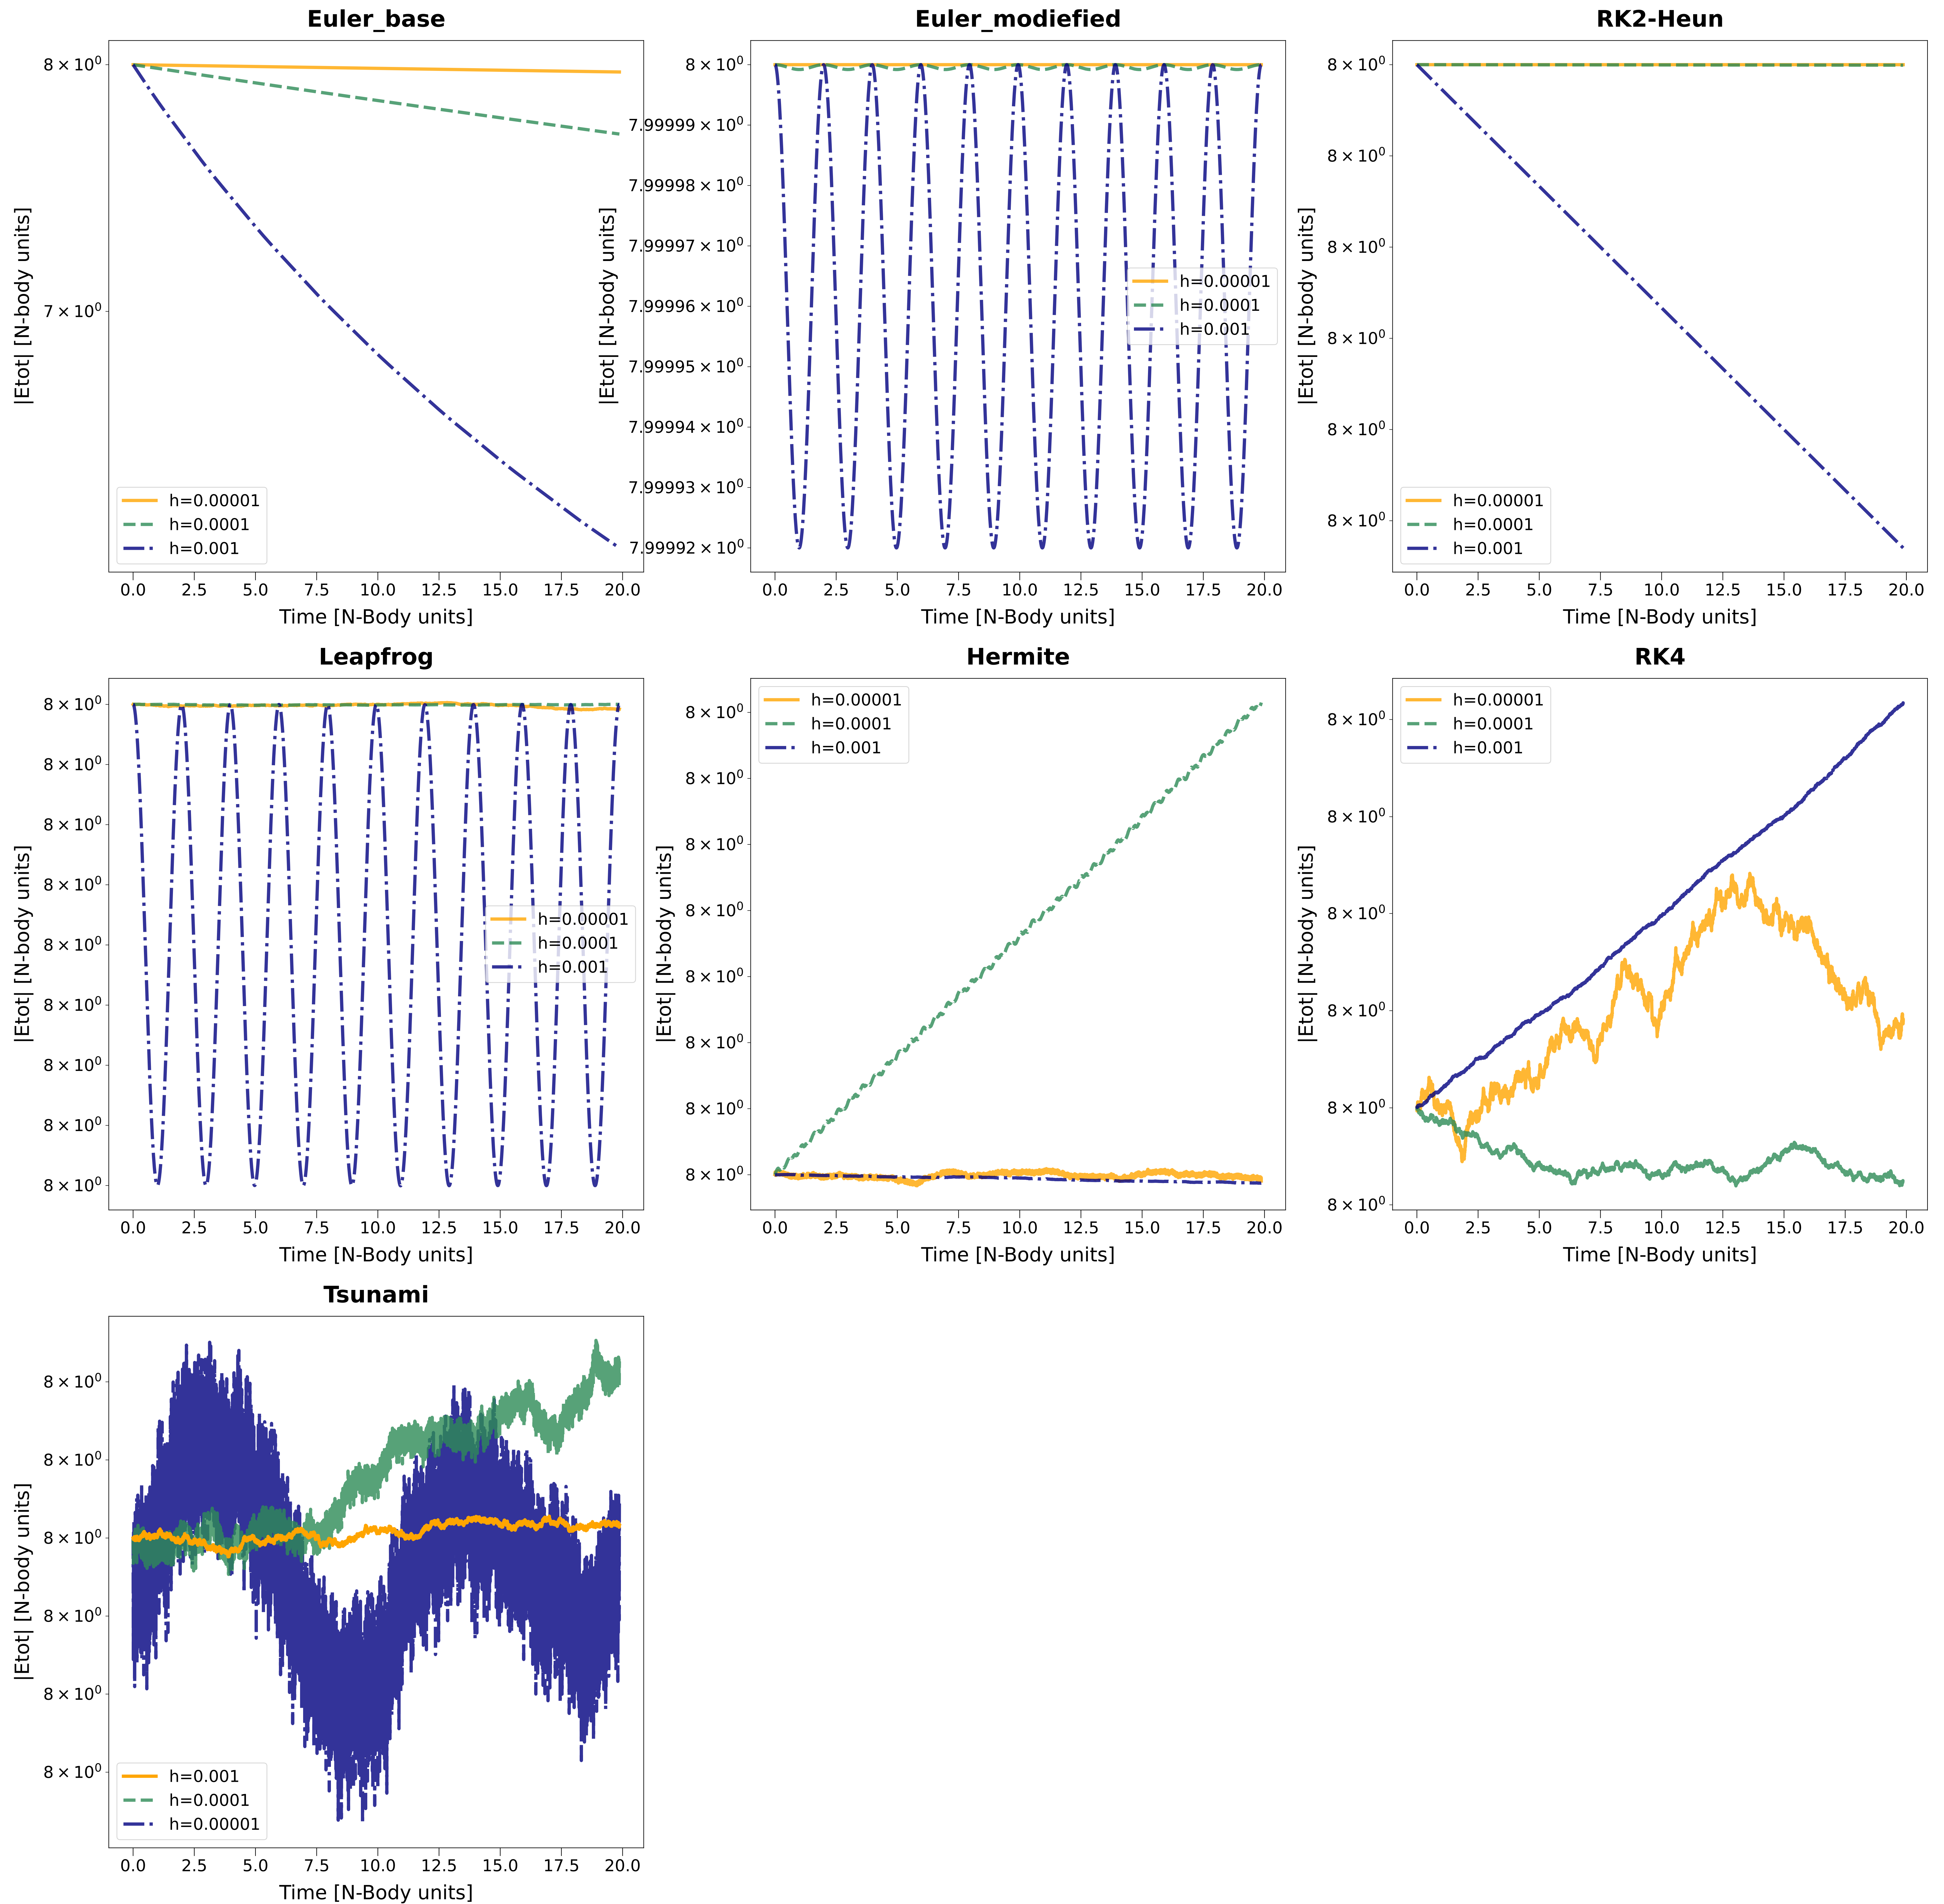 Euler_base
8 × 10⁰
7 × 10⁰
|Etot| [N-body units]
h=0.00001
h=0.0001
h=0.001
0.0 2.5 5.0 7.5 10.0 12.5 15.0 17.5 20.0
Time [N-Body units]
Euler_modiefied
8 × 10⁰
7.99999 × 10⁰
7.99998 × 10⁰
7.99997 × 10⁰
7.99996 × 10⁰
7.99995 × 10⁰
7.99994 × 10⁰
7.99993 × 10⁰
7.99992 × 10⁰
|Etot| [N-body units]
h=0.00001
h=0.0001
h=0.001
0.0 2.5 5.0 7.5 10.0 12.5 15.0 17.5 20.0
Time [N-Body units]
RK2-Heun
8 × 10⁰
8 × 10⁰
8 × 10⁰
8 × 10⁰
8 × 10⁰
8 × 10⁰
|Etot| [N-body units]
h=0.00001
h=0.0001
h=0.001
0.0 2.5 5.0 7.5 10.0 12.5 15.0 17.5 20.0
Time [N-Body units]
Leapfrog
8 × 10⁰
8 × 10⁰
8 × 10⁰
8 × 10⁰
8 × 10⁰
8 × 10⁰
8 × 10⁰
8 × 10⁰
8 × 10⁰
|Etot| [N-body units]
h=0.00001
h=0.0001
h=0.001
0.0 2.5 5.0 7.5 10.0 12.5 15.0 17.5 20.0
Time [N-Body units]
Hermite
8 × 10⁰
8 × 10⁰
8 × 10⁰
8 × 10⁰
8 × 10⁰
8 × 10⁰
8 × 10⁰
8 × 10⁰
|Etot| [N-body units]
h=0.00001
h=0.0001
h=0.001
0.0 2.5 5.0 7.5 10.0 12.5 15.0 17.5 20.0
Time [N-Body units]
RK4
8 × 10⁰
8 × 10⁰
8 × 10⁰
8 × 10⁰
8 × 10⁰
8 × 10⁰
|Etot| [N-body units]
h=0.00001
h=0.0001
h=0.001
0.0 2.5 5.0 7.5 10.0 12.5 15.0 17.5 20.0
Time [N-Body units]
Tsunami
8 × 10⁰
8 × 10⁰
8 × 10⁰
8 × 10⁰
8 × 10⁰
8 × 10⁰
|Etot| [N-body units]
h=0.001
h=0.0001
h=0.00001
0.0 2.5 5.0 7.5 10.0 12.5 15.0 17.5 20.0
Time [N-Body units]